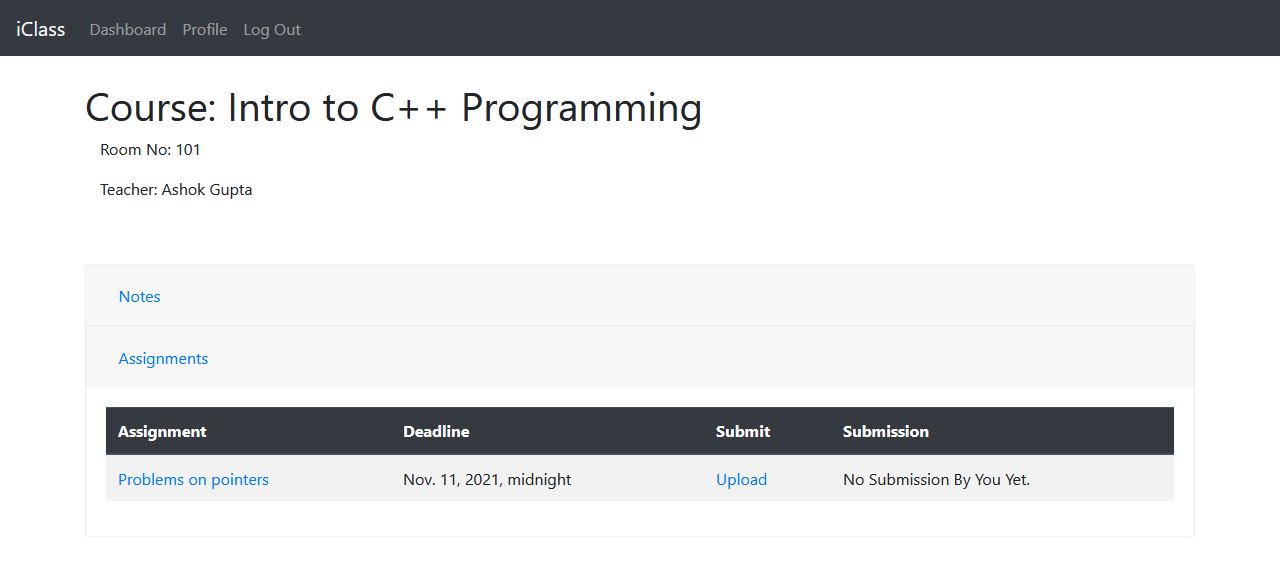 iClass Dashboard Profile Log Out
Course: Intro to C++ Programming
Room No: 101
Teacher: Ashok Gupta
Notes
Assignments
Assignment Deadline Submit Submission
Problems on pointers Nov. 11, 2021, midnight Upload No Submission By You Yet.